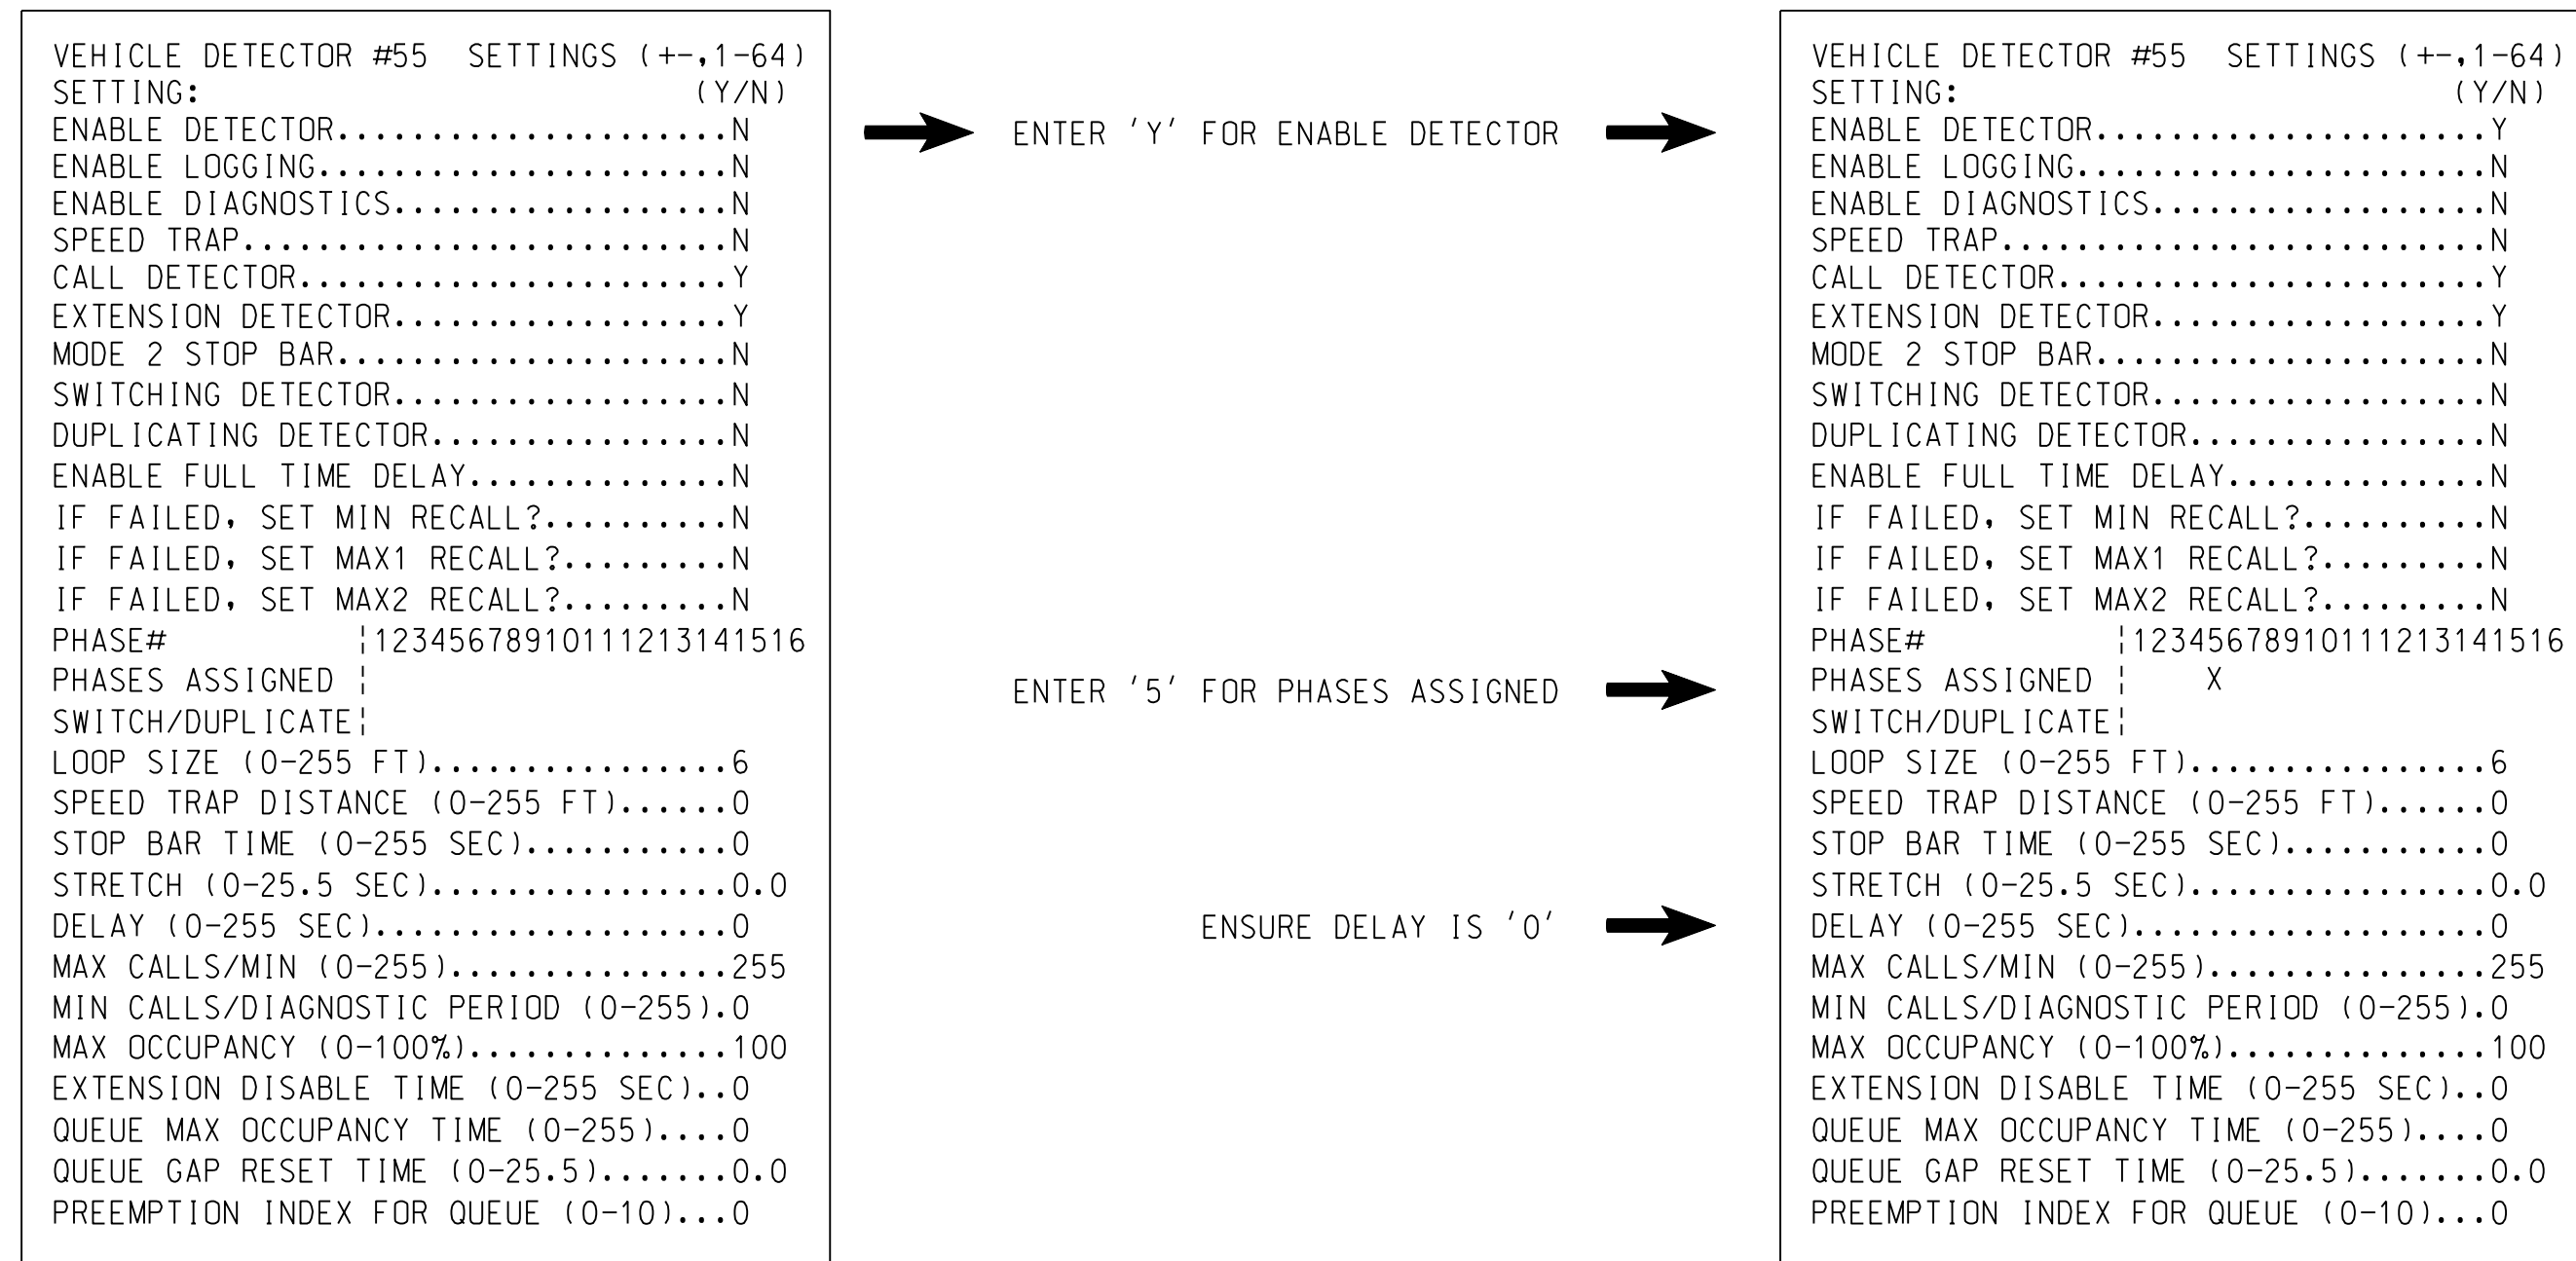 VEHICLE DETECTOR #55  SETTINGS (+-,1-64)
SETTING:                          (Y/N)
ENABLE DETECTOR.....................N
ENABLE LOGGING......................N
ENABLE DIAGNOSTICS..................N
SPEED TRAP..........................N
CALL DETECTOR.......................Y
EXTENSION DETECTOR..................Y
MODE 2 STOP BAR.....................N
SWITCHING DETECTOR..................N
DUPLICATING DETECTOR................N
ENABLE FULL TIME DELAY..............N
IF FAILED, SET MIN RECALL?..........N
IF FAILED, SET MAX1 RECALL?.........N
IF FAILED, SET MAX2 RECALL?.........N
PHASE#          |12345678910111213141516
PHASES ASSIGNED |
SWITCH/DUPLICATE|
LOOP SIZE (0-255 FT)................6
SPEED TRAP DISTANCE (0-255 FT)......0
STOP BAR TIME (0-255 SEC)...........0
STRETCH (0-25.5 SEC)................0.0
DELAY (0-255 SEC)...................0
MAX CALLS/MIN (0-255)...............255
MIN CALLS/DIAGNOSTIC PERIOD (0-255).0
MAX OCCUPANCY (0-100%)..............100
EXTENSION DISABLE TIME (0-255 SEC)..0
QUEUE MAX OCCUPANCY TIME (0-255)....0
QUEUE GAP RESET TIME (0-25.5).......0.0
PREEMPTION INDEX FOR QUEUE (0-10)...0
ENTER 'Y' FOR ENABLE DETECTOR
ENTER '5' FOR PHASES ASSIGNED
ENSURE DELAY IS '0'
VEHICLE DETECTOR #55  SETTINGS (+-,1-64)
SETTING:                          (Y/N)
ENABLE DETECTOR.....................Y
ENABLE LOGGING......................N
ENABLE DIAGNOSTICS..................N
SPEED TRAP..........................N
CALL DETECTOR.......................Y
EXTENSION DETECTOR..................Y
MODE 2 STOP BAR.....................N
SWITCHING DETECTOR..................N
DUPLICATING DETECTOR................N
ENABLE FULL TIME DELAY..............N
IF FAILED, SET MIN RECALL?..........N
IF FAILED, SET MAX1 RECALL?.........N
IF FAILED, SET MAX2 RECALL?.........N
PHASE#          |12345678910111213141516
PHASES ASSIGNED |    X
SWITCH/DUPLICATE|
LOOP SIZE (0-255 FT)................6
SPEED TRAP DISTANCE (0-255 FT)......0
STOP BAR TIME (0-255 SEC)...........0
STRETCH (0-25.5 SEC)................0.0
DELAY (0-255 SEC)...................0
MAX CALLS/MIN (0-255)...............255
MIN CALLS/DIAGNOSTIC PERIOD (0-255).0
MAX OCCUPANCY (0-100%)..............100
EXTENSION DISABLE TIME (0-255 SEC)..0
QUEUE MAX OCCUPANCY TIME (0-255)....0
QUEUE GAP RESET TIME (0-25.5).......0.0
PREEMPTION INDEX FOR QUEUE (0-10)...0